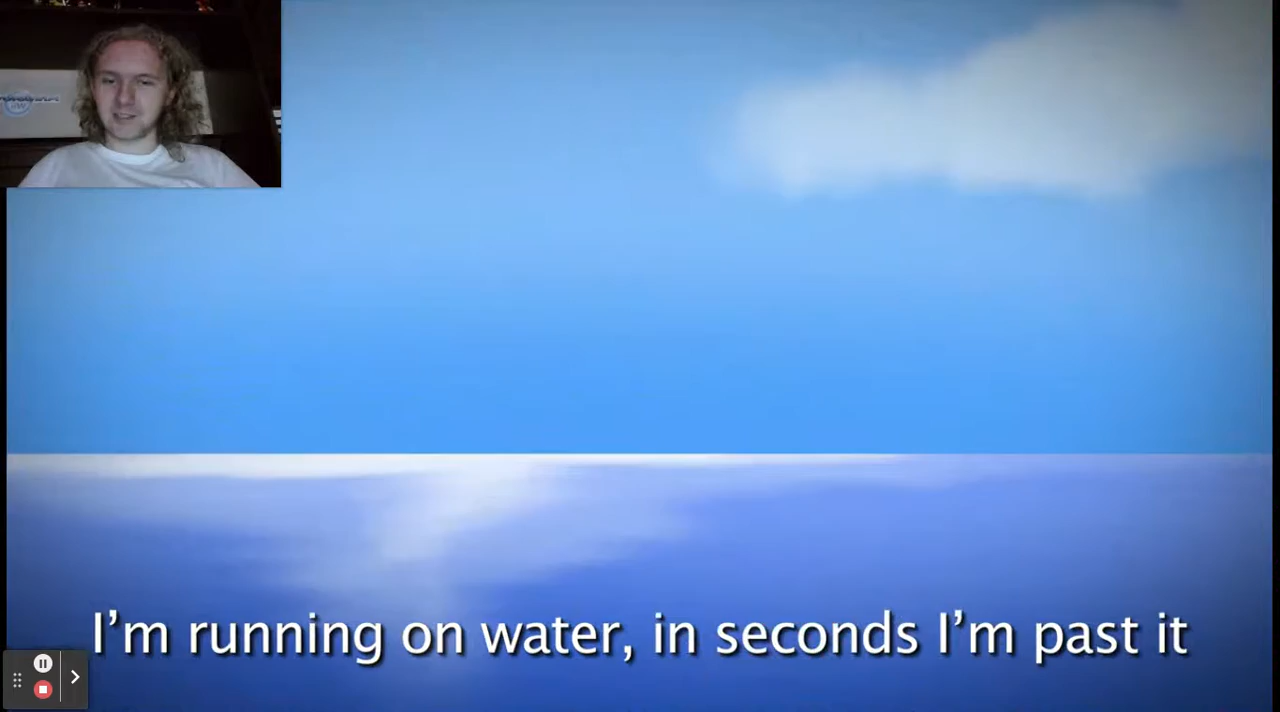 I'm running on water, in seconds I'm past it